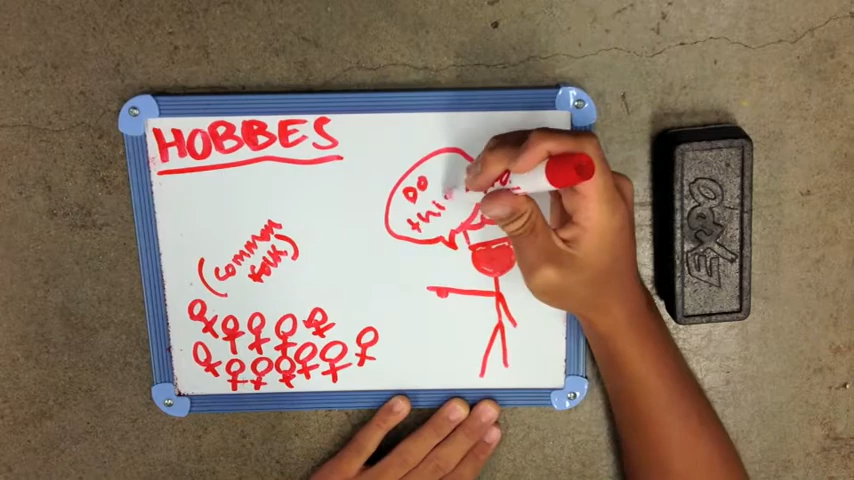 HOBBES
DO
(common
folk)
EXPO